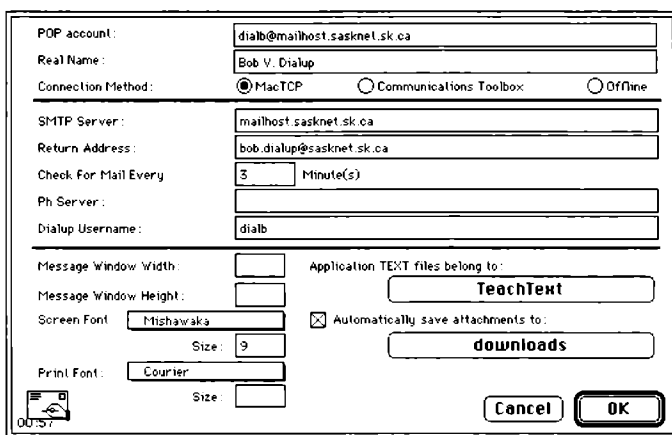 POP account: dialb@mailhost.sasknet.sk.ca
Real Name: Bob V. Dialup
Connection Method: MacTCP Communications Toolbox Offline
SMTP Server: mailhost.sasknet.sk.ca
Return Address: bob.dialup@sasknet.sk.ca
Check For Mail Every 3 Minute(s)
Ph Server:
Dialup Username: dialb
Message Window Width: Application TEXT files belong to:
TeachText
Message Window Height:
Screen Font Mishawaka Automatically save attachments to:
Size: 9 downloads
Print Font: Courier
Size: Cancel OK
00:57